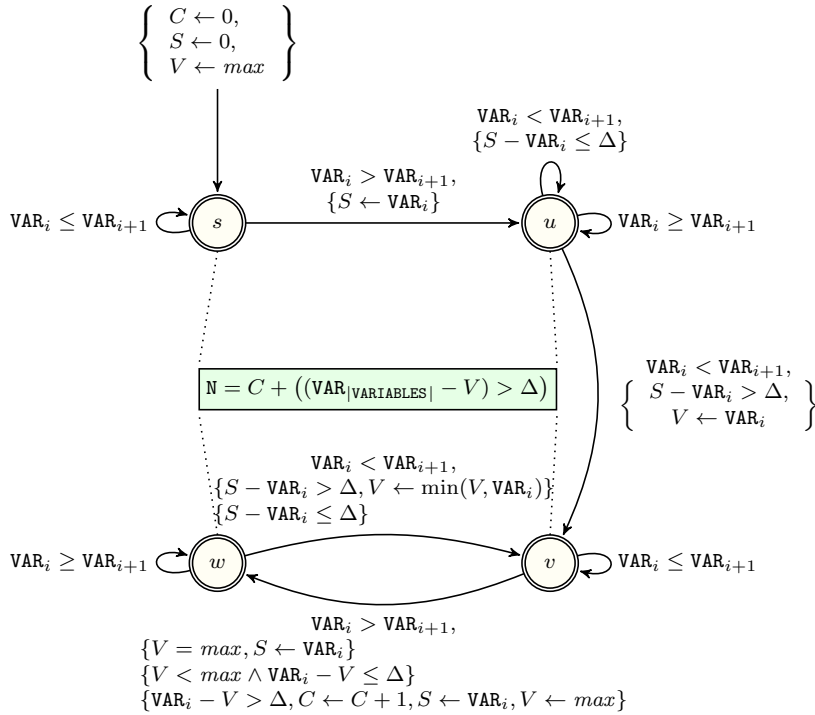 C ← 0,
S ← 0,
V ← max
VAR_i < VAR_{i+1},
{S − VAR_i ≤ Δ}
VAR_i > VAR_{i+1},
{S ← VAR_i}
VAR_i ≤ VAR_{i+1}
s
u
VAR_i ≥ VAR_{i+1}
N = C + ((VAR_{|VARIABLES|} − V) > Δ)
VAR_i < VAR_{i+1},
S − VAR_i > Δ,
V ← VAR_i
VAR_i < VAR_{i+1},
{S − VAR_i > Δ, V ← min(V, VAR_i)}
{S − VAR_i ≤ Δ}
VAR_i ≥ VAR_{i+1}
w
v
VAR_i ≤ VAR_{i+1}
VAR_i > VAR_{i+1},
{V = max, S ← VAR_i}
{V < max ∧ VAR_i − V ≤ Δ}
{VAR_i − V > Δ, C ← C + 1, S ← VAR_i, V ← max}